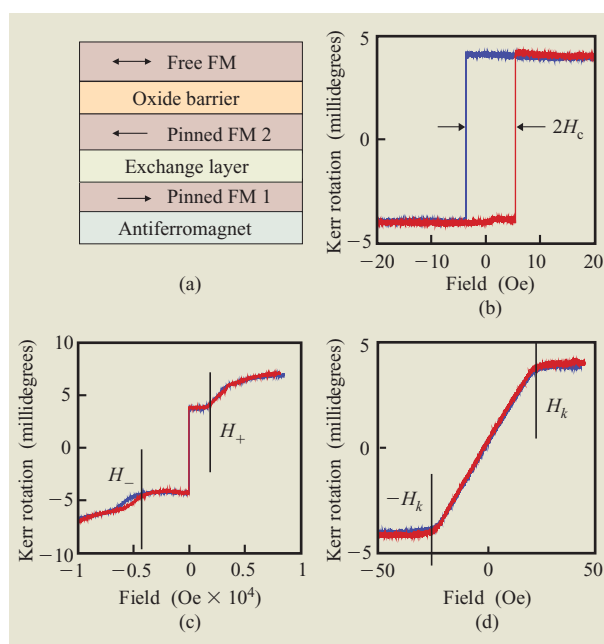 Free FM
Oxide barrier
Pinned FM 2
Exchange layer
Pinned FM 1
Antiferromagnet
(a)
Kerr rotation (millidegrees)
5
0
−5
2Hc
−20 −10 0 10 20
Field (Oe)
(b)
Kerr rotation (millidegrees)
10
5
0
−5
−10
H−
H+
−1 −0.5 0 0.5 1
Field (Oe × 10⁴)
(c)
Kerr rotation (millidegrees)
5
0
−5
Hk
−Hk
−50 0 50
Field (Oe)
(d)